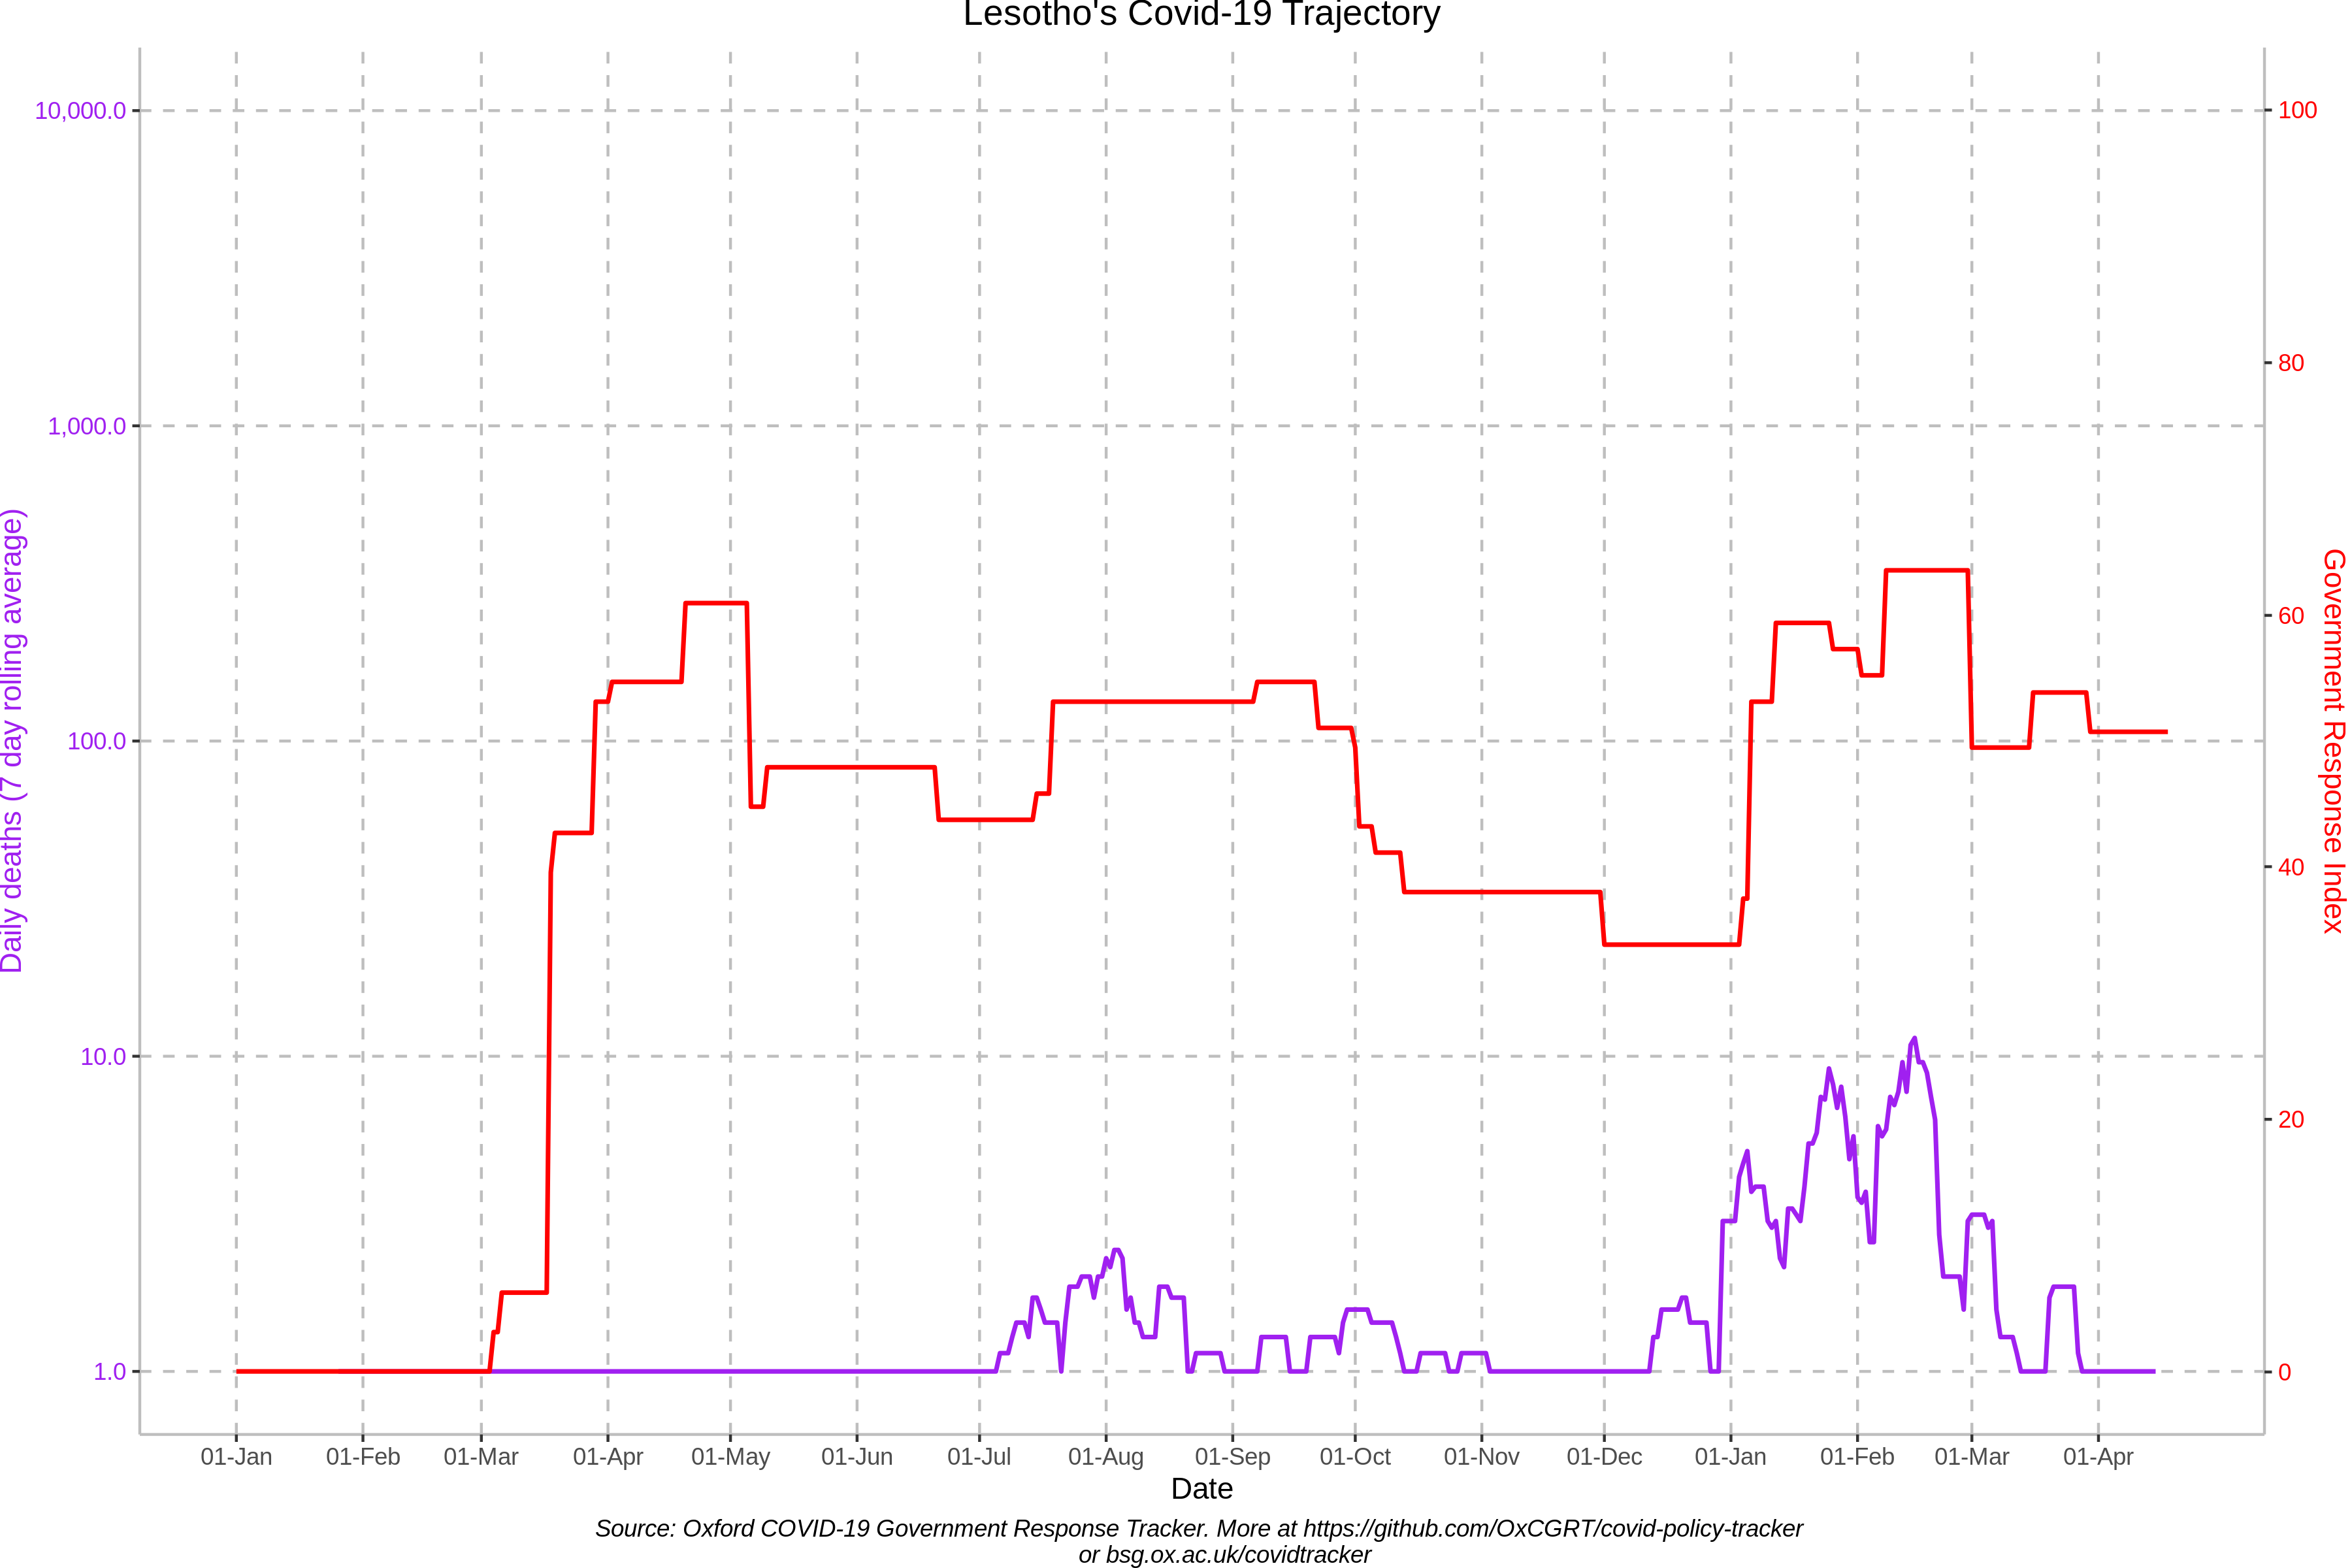 Lesotho's Covid-19 Trajectory
10,000.0
1,000.0
100.0
10.0
1.0
Daily deaths (7 day rolling average)
100
80
60
40
20
0
Government Response Index
01-Jan 01-Feb 01-Mar 01-Apr 01-May 01-Jun 01-Jul 01-Aug 01-Sep 01-Oct 01-Nov 01-Dec 01-Jan 01-Feb 01-Mar 01-Apr
Date
Source: Oxford COVID-19 Government Response Tracker. More at https://github.com/OxCGRT/covid-policy-tracker
or bsg.ox.ac.uk/covidtracker